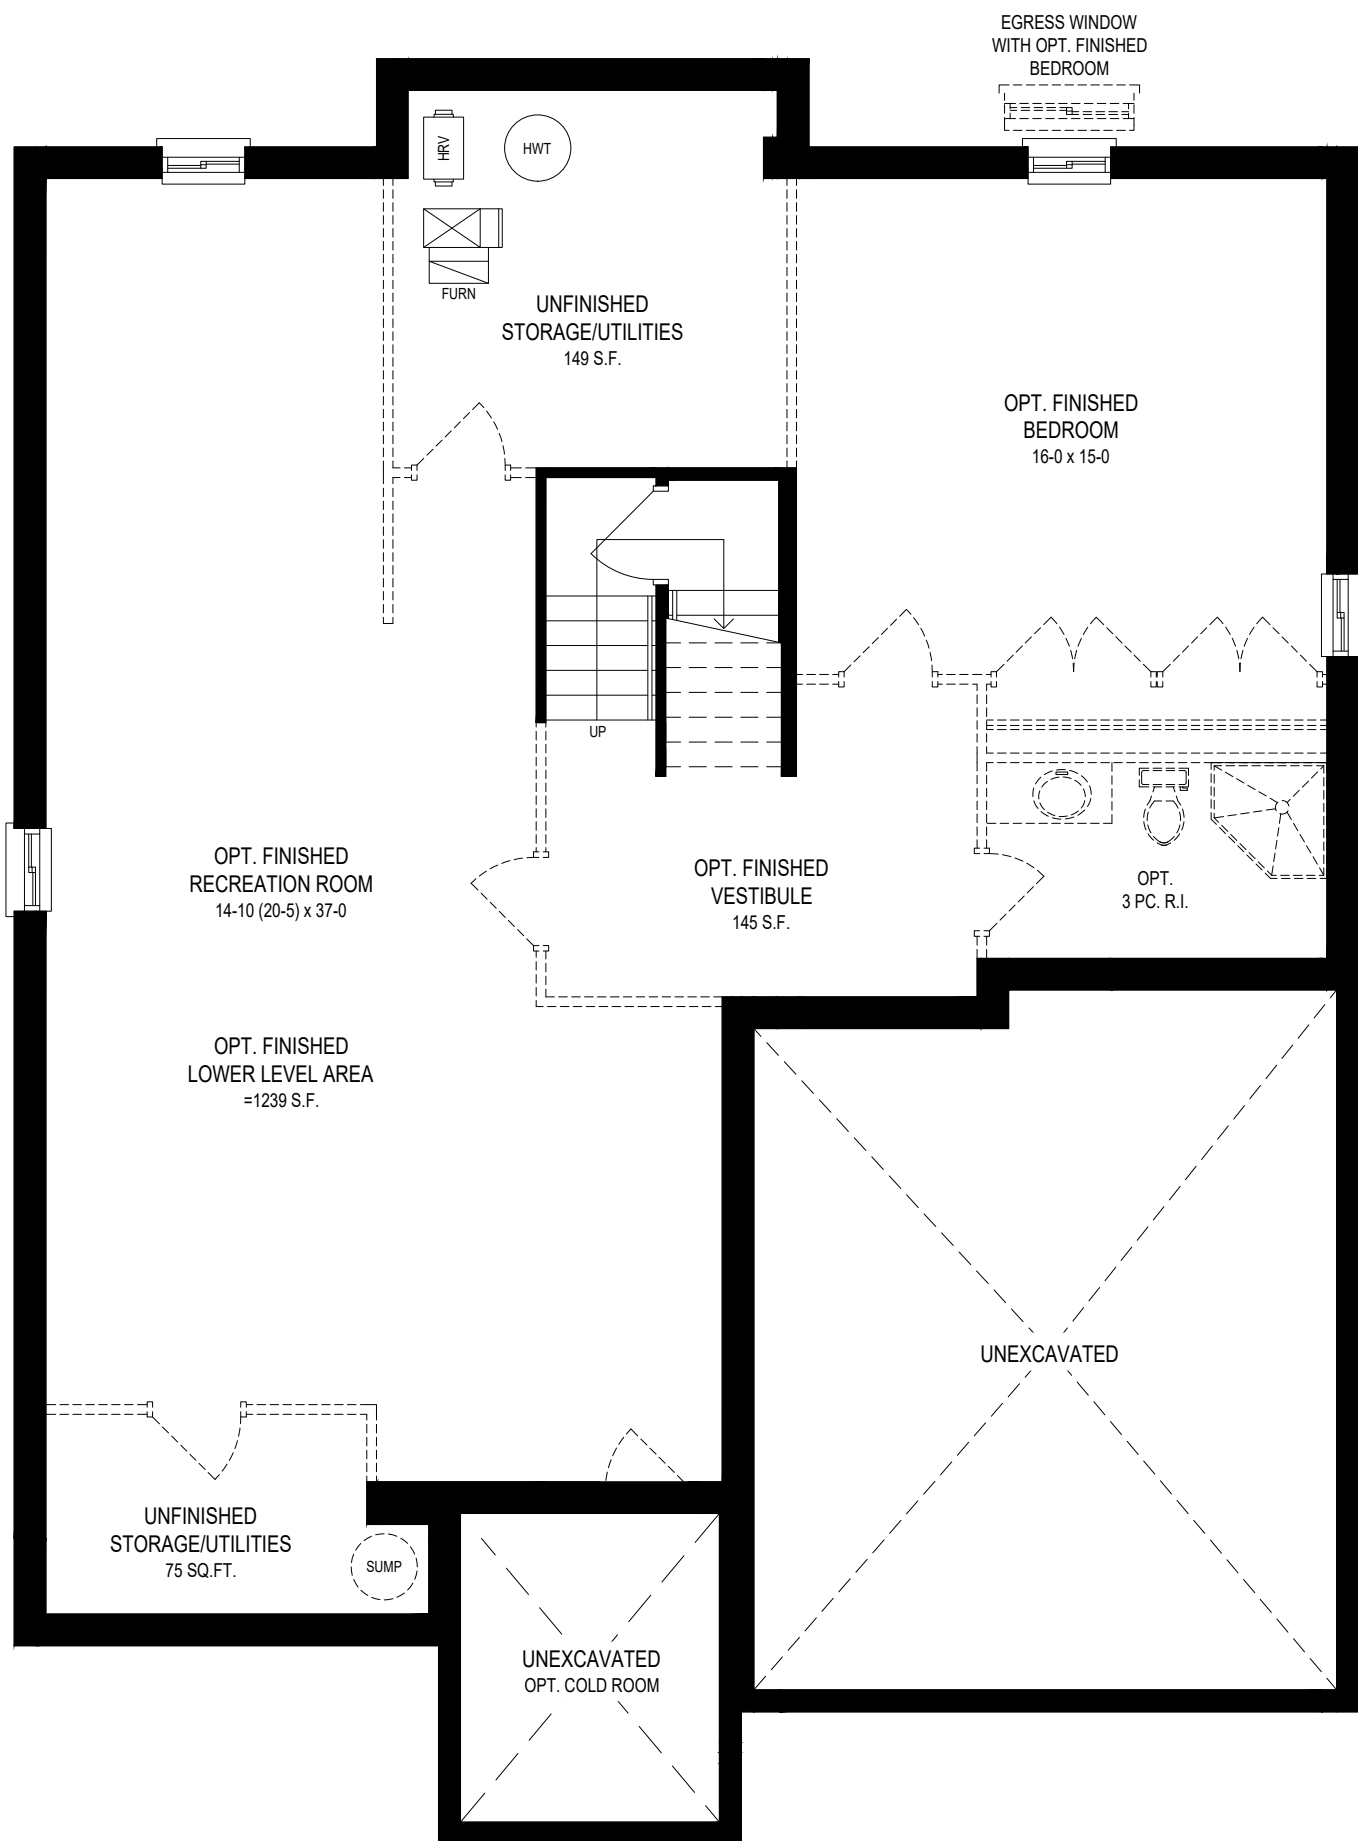 EGRESS WINDOW
WITH OPT. FINISHED
BEDROOM
HRV
HWT
FURN
UNFINISHED
STORAGE/UTILITIES
149 S.F.
OPT. FINISHED
BEDROOM
16-0 x 15-0
UP
OPT. FINISHED
RECREATION ROOM
14-10 (20-5) x 37-0
OPT. FINISHED
VESTIBULE
145 S.F.
OPT.
3 PC. R.I.
OPT. FINISHED
LOWER LEVEL AREA
=1239 S.F.
UNEXCAVATED
UNFINISHED
STORAGE/UTILITIES
75 SQ.FT.
SUMP
UNEXCAVATED
OPT. COLD ROOM